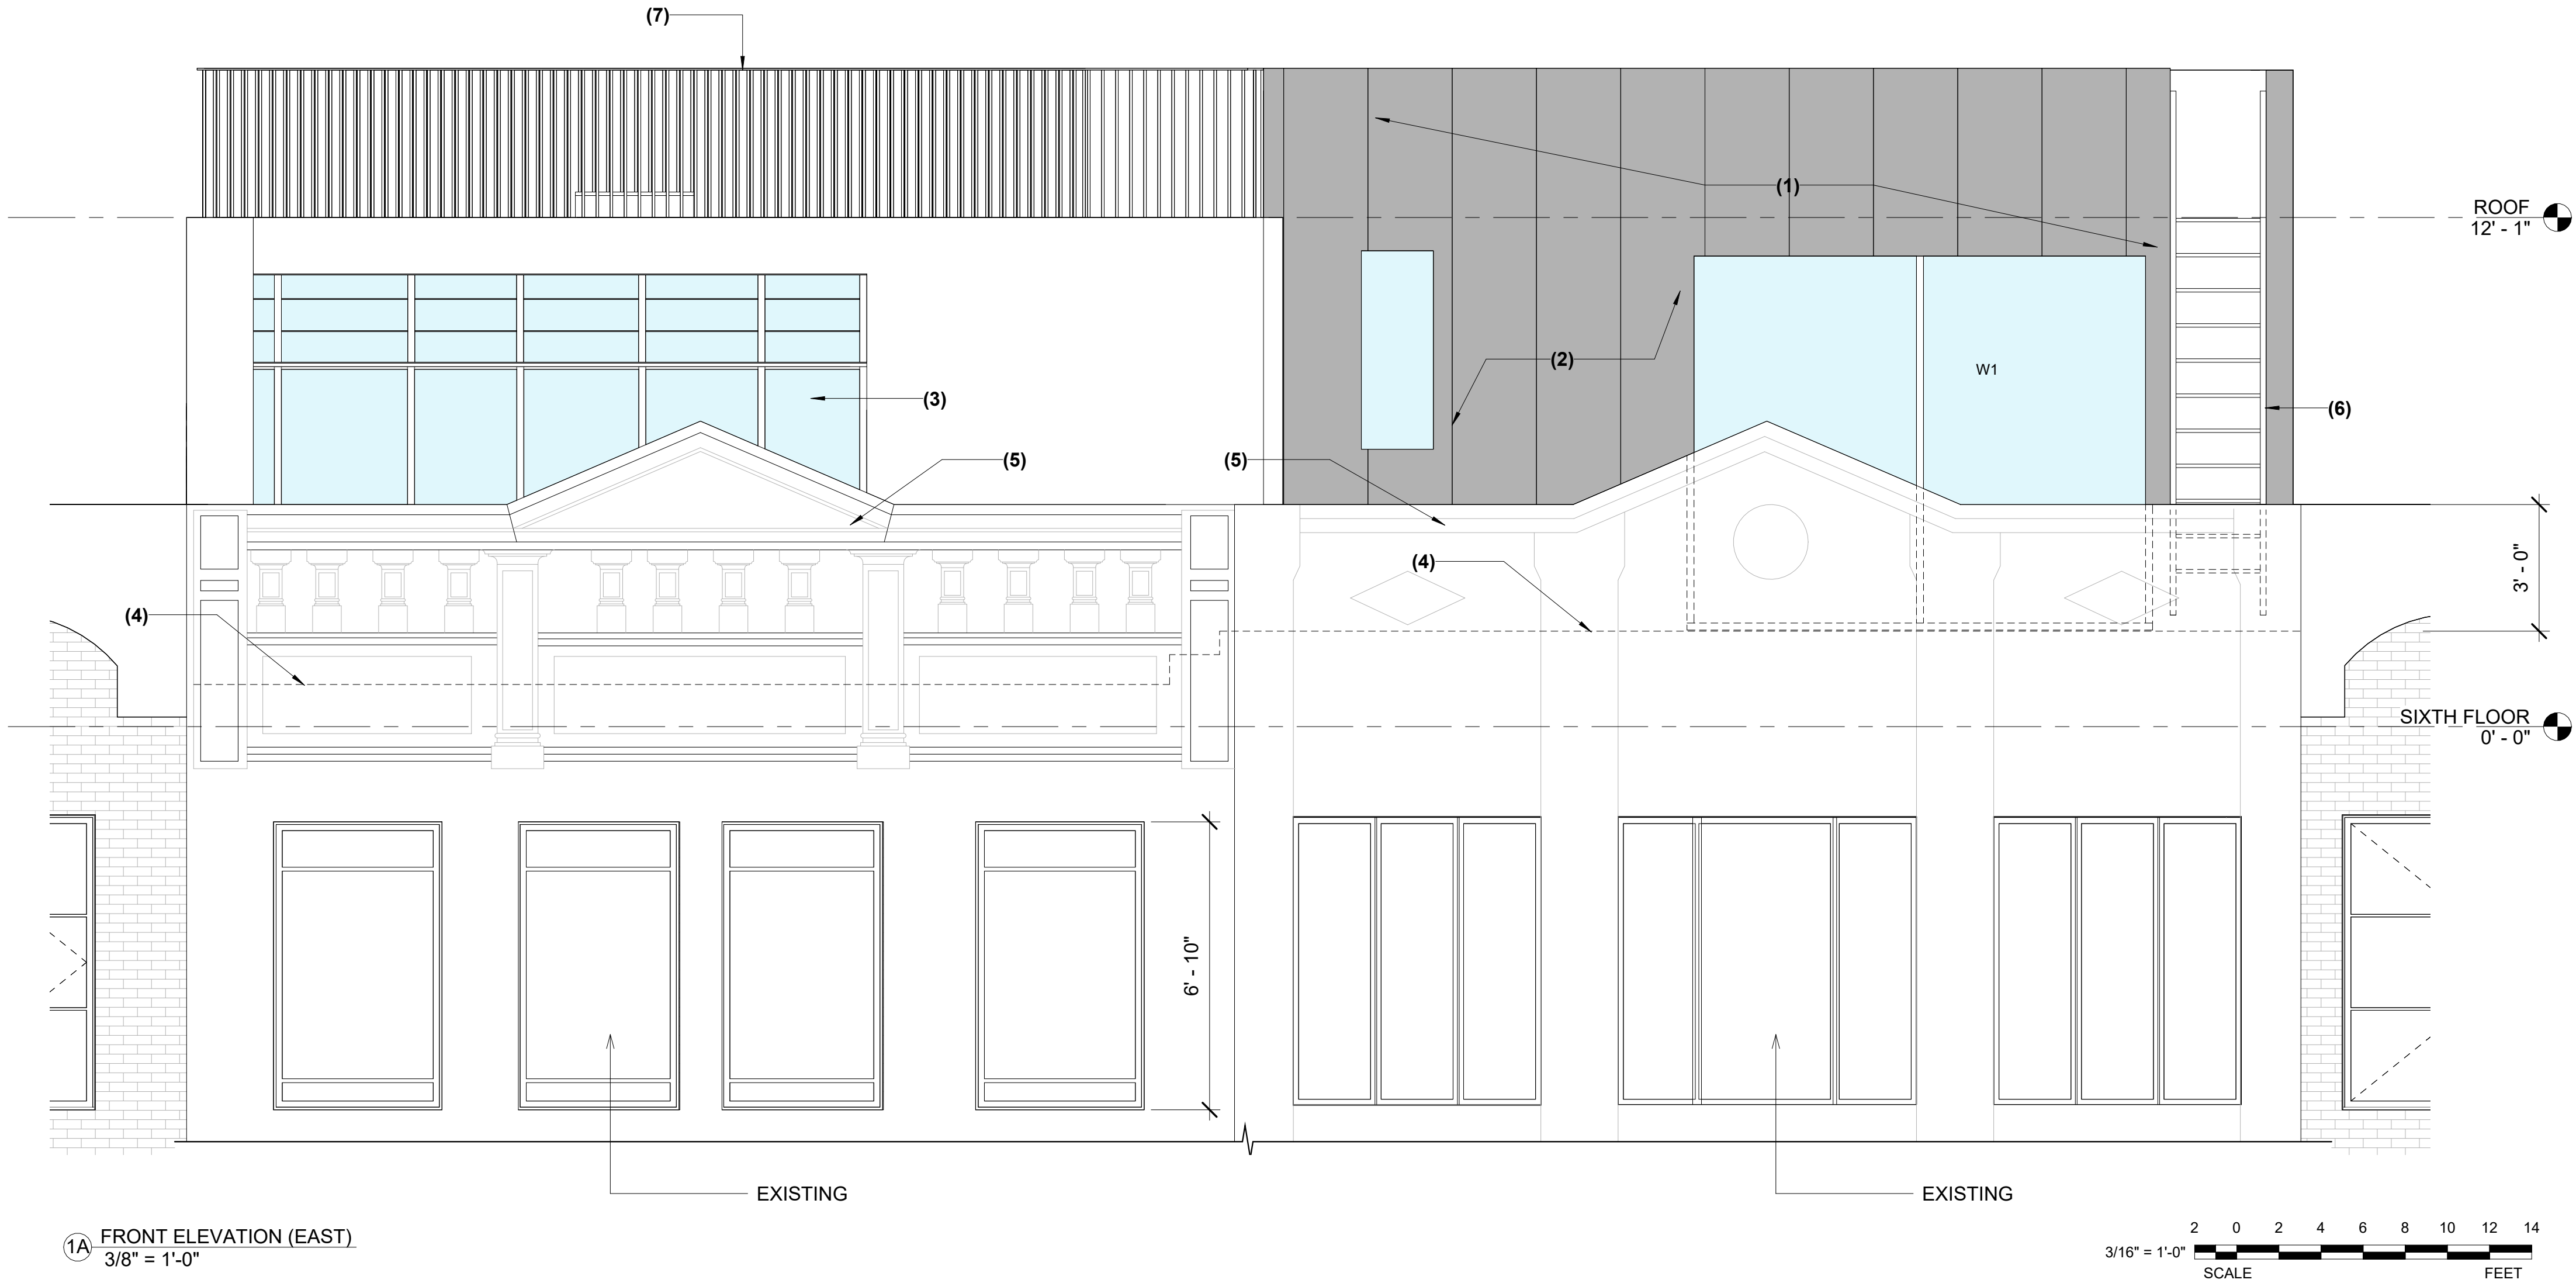 (7)
(1)
ROOF
12' - 1"
(2)
W1
(3)
(6)
(5)
(5)
(4)
3' - 0"
(4)
SIXTH FLOOR
0' - 0"
6' - 10"
EXISTING
EXISTING
1A
FRONT ELEVATION (EAST)
3/8" = 1'-0"
2 0 2 4 6 8 10 12 14
3/16" = 1'-0"
SCALE FEET